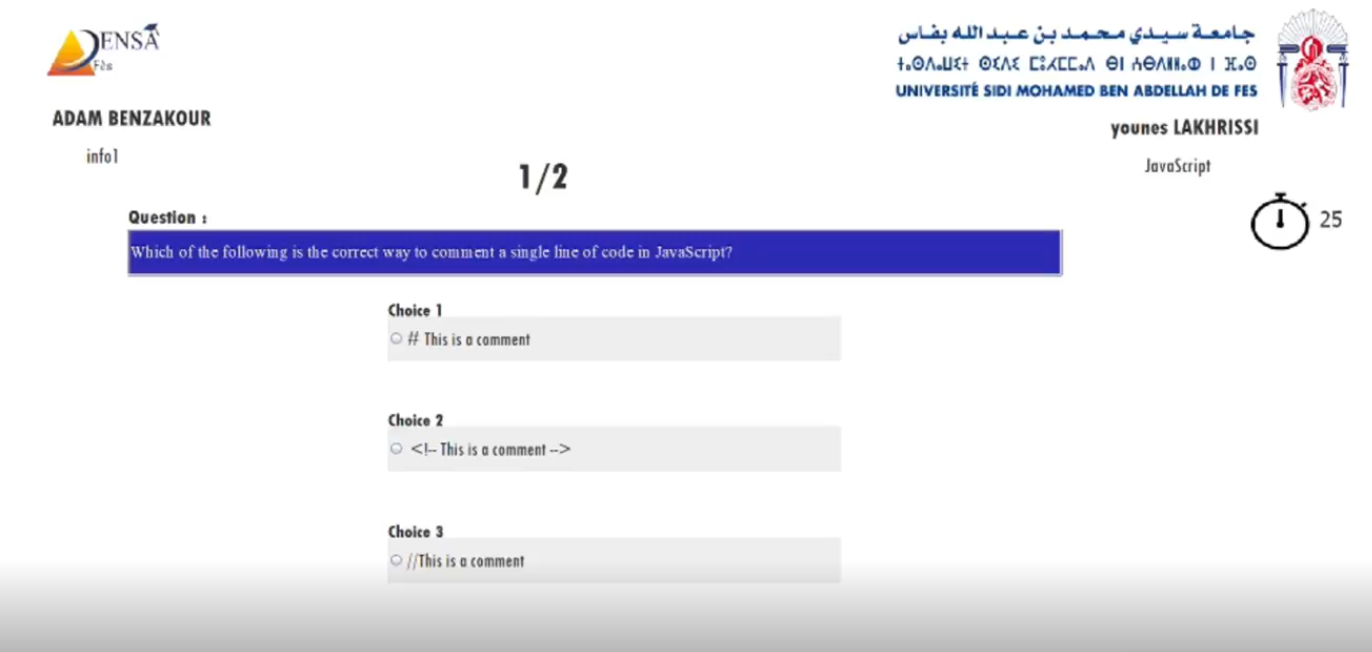 ENSA
Fès
جامعة سيدي محمد بن عبد الله بفاس
ⵜⴰⵙⴷⴰⵡⵉⵜ ⵙⵉⴷⵉ ⵎⵓⵃⵎⵎⴰⴷ ⴱⵏ ⵄⴱⴷⵍⵍⴰⵀ ⵏ ⴼⴰⵙ
UNIVERSITÉ SIDI MOHAMED BEN ABDELLAH DE FES
ADAM BENZAKOUR
younes LAKHRISSI
info1
JavaScript
1/2
25
Question :
Which of the following is the correct way to comment a single line of code in JavaScript?
Choice 1
# This is a comment
Choice 2
<!-- This is a comment -->
Choice 3
//This is a comment